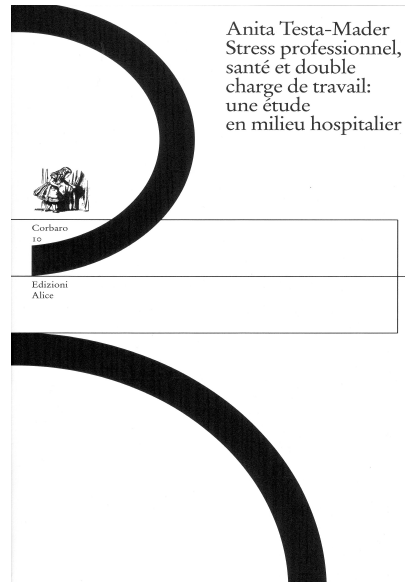 Anita Testa-Mader
Stress professionnel,
santé et double
charge de travail:
une étude
en milieu hospitalier
Corbaro
10
Edizioni
Alice